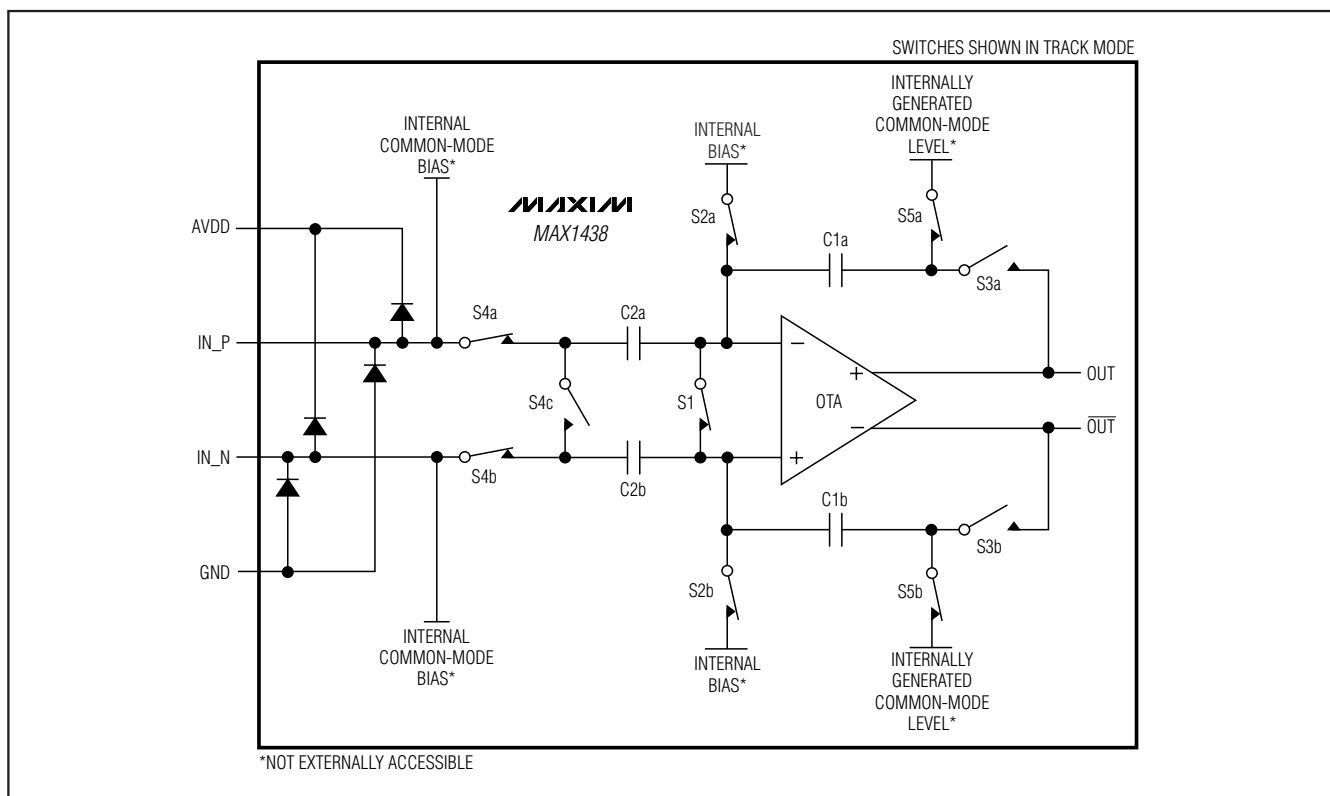 SWITCHES SHOWN IN TRACK MODE
INTERNALLY
GENERATED
COMMON-MODE
LEVEL*
INTERNAL
COMMON-MODE
BIAS*
INTERNAL
BIAS*
MAXIM
MAX1438
AVDD
S2a
S5a
C1a
S3a
S4a
C2a
IN_P
S4c
S1
OTA
OUT
OUT
IN_N
S4b
C2b
C1b
S3b
GND
S2b
S5b
INTERNAL
COMMON-MODE
BIAS*
INTERNAL
BIAS*
INTERNALLY
GENERATED
COMMON-MODE
LEVEL*
*NOT EXTERNALLY ACCESSIBLE